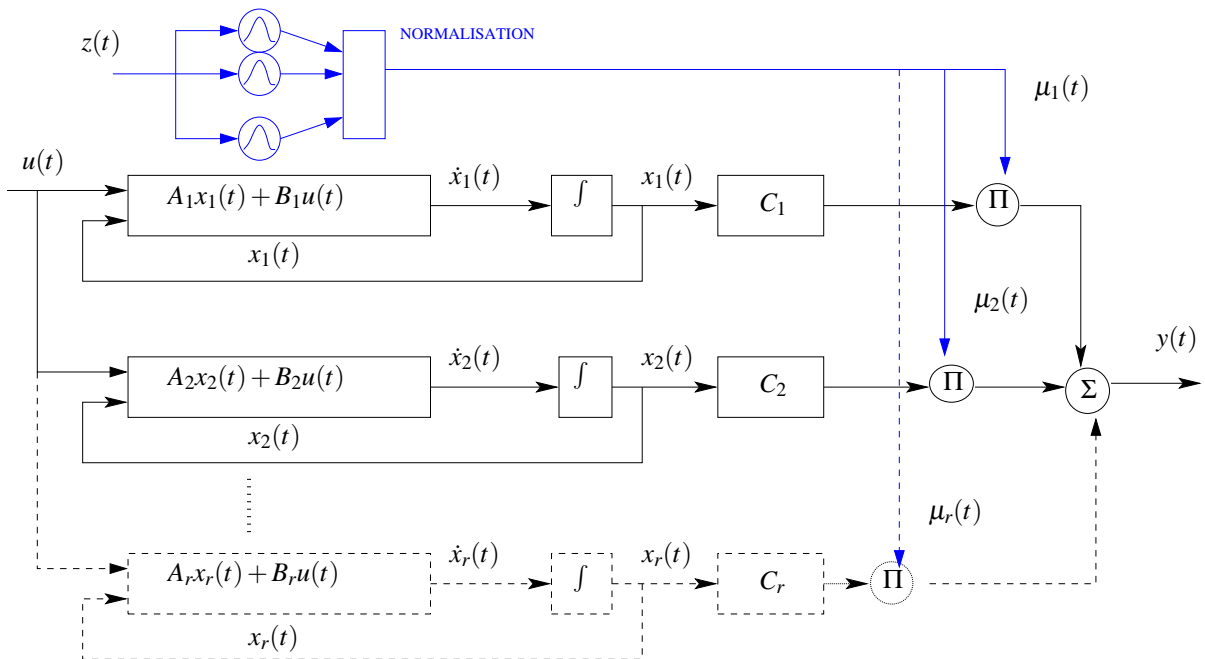 z(t)
NORMALISATION
μ₁(t)
u(t)
A₁x₁(t) + B₁u(t)
ẋ₁(t)
∫
x₁(t)
C₁
Π
x₁(t)
μ₂(t)
y(t)
A₂x₂(t) + B₂u(t)
ẋ₂(t)
∫
x₂(t)
C₂
Π
Σ
x₂(t)
μᵣ(t)
Aᵣxᵣ(t) + Bᵣu(t)
ẋᵣ(t)
∫
xᵣ(t)
Cᵣ
Π
xᵣ(t)